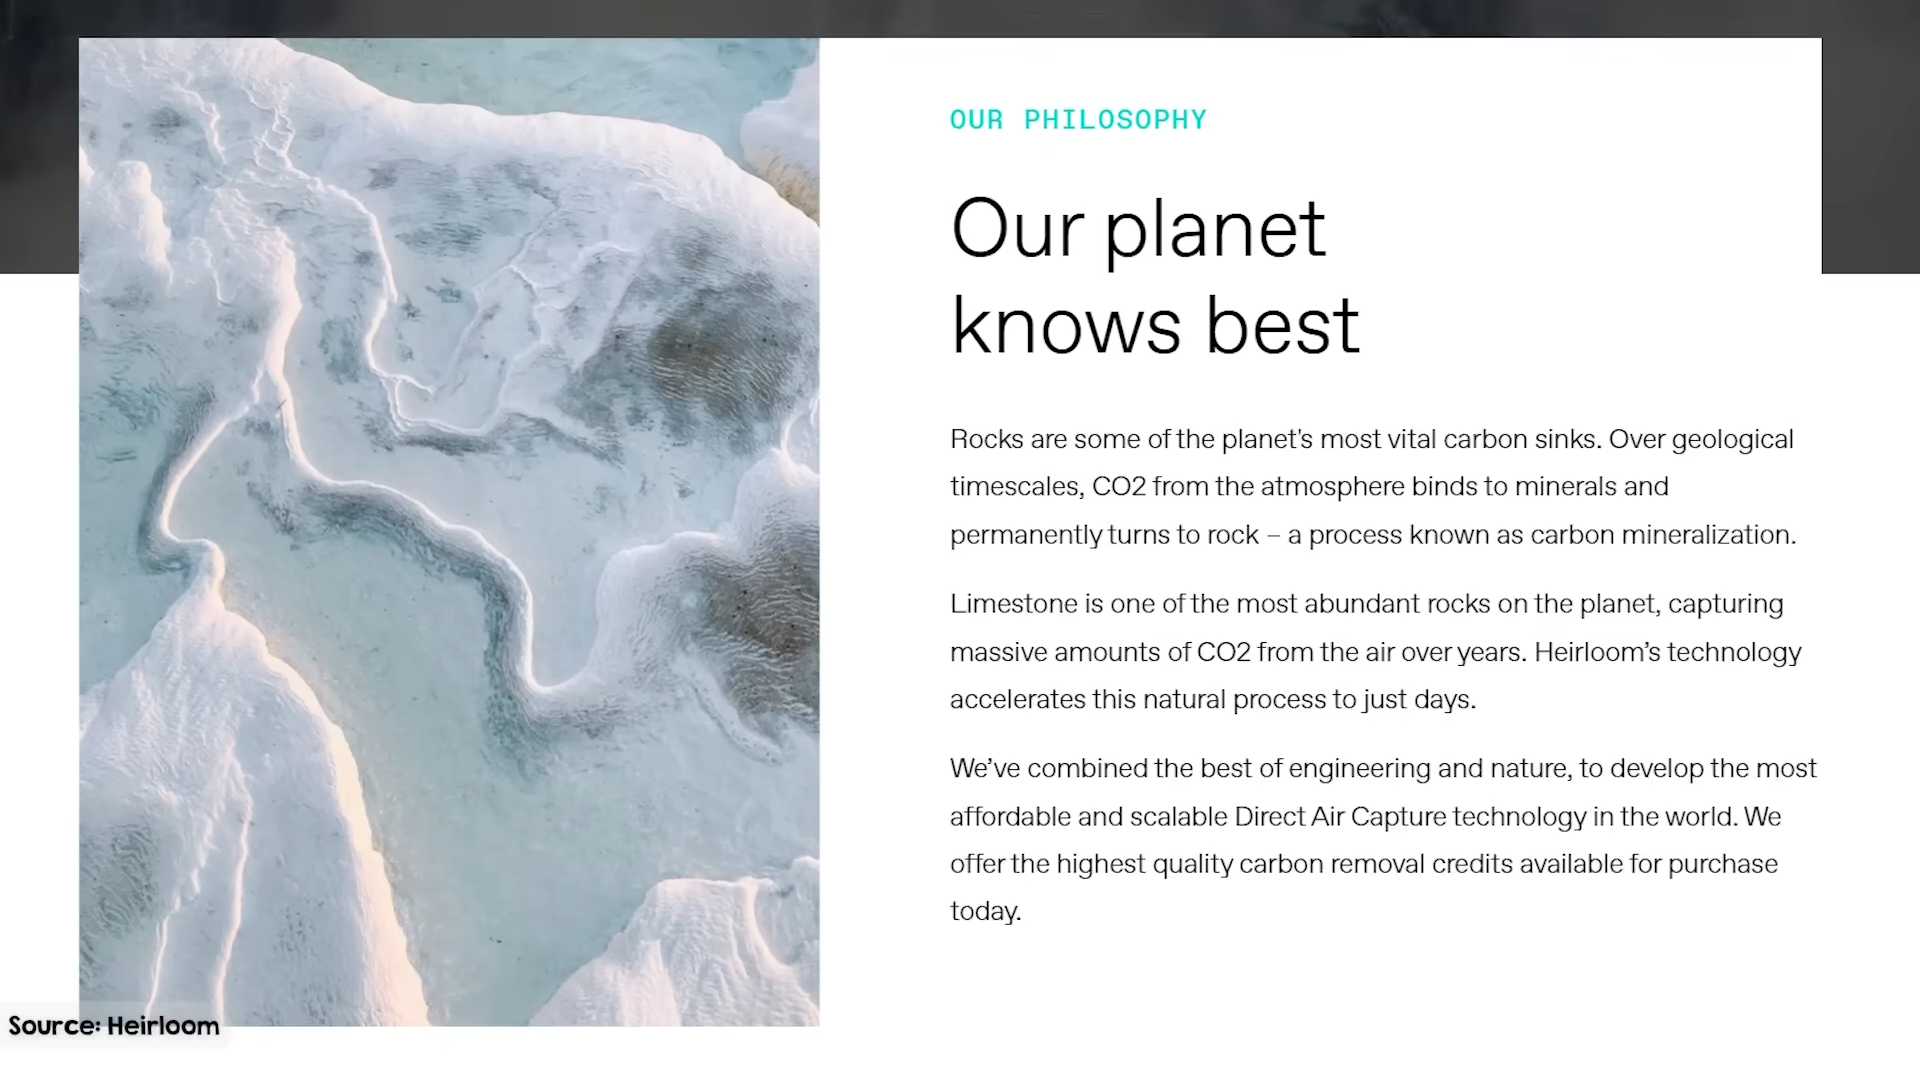 OUR PHILOSOPHY
Our planet
knows best
Rocks are some of the planet's most vital carbon sinks. Over geological
timescales, CO2 from the atmosphere binds to minerals and
permanently turns to rock – a process known as carbon mineralization.
Limestone is one of the most abundant rocks on the planet, capturing
massive amounts of CO2 from the air over years. Heirloom’s technology
accelerates this natural process to just days.
We’ve combined the best of engineering and nature, to develop the most
affordable and scalable Direct Air Capture technology in the world. We
offer the highest quality carbon removal credits available for purchase
today.
Source: Heirloom